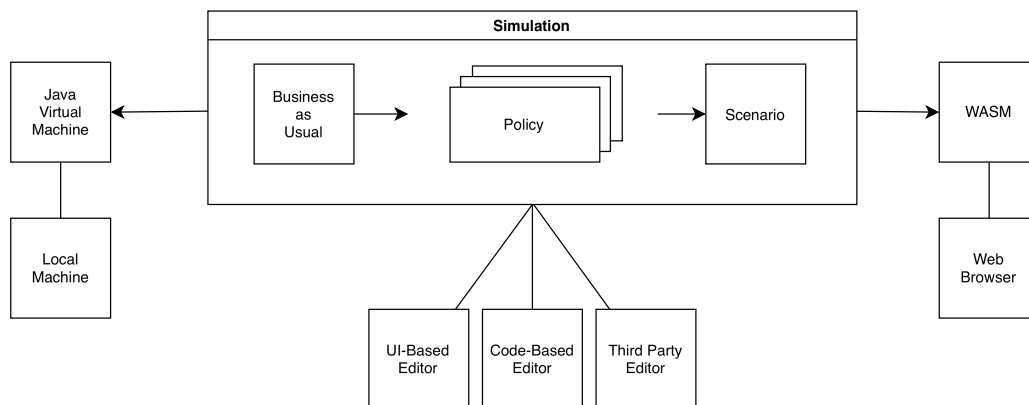 Simulation
Java
Virtual
Machine
Business
as
Usual
Policy
Scenario
WASM
Local
Machine
Web
Browser
UI-Based
Editor
Code-Based
Editor
Third Party
Editor